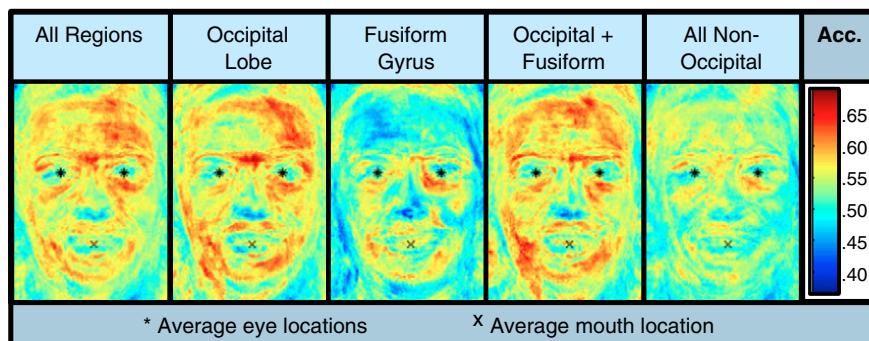 All Regions
Occipital
Lobe
Fusiform
Gyrus
Occipital +
Fusiform
All Non-
Occipital
Acc.
.65
.60
.55
.50
.45
.40
* Average eye locations
x Average mouth location